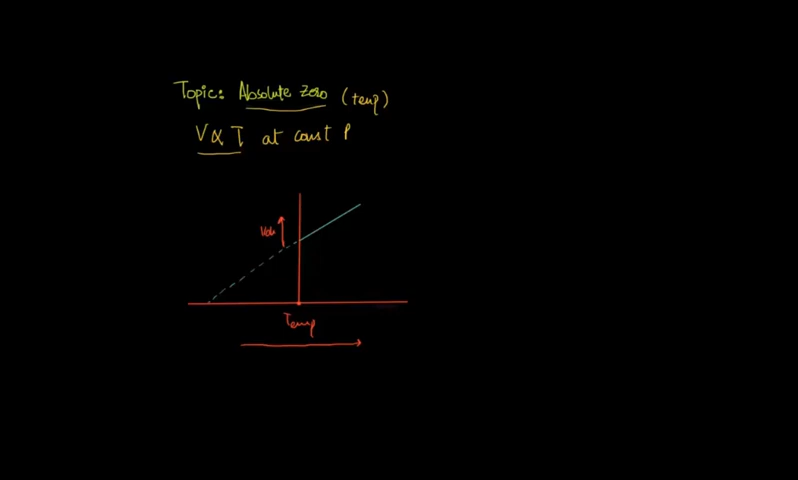 Topic: Absolute Zero (temp)
V ∝ T at const P
Vol
Temp